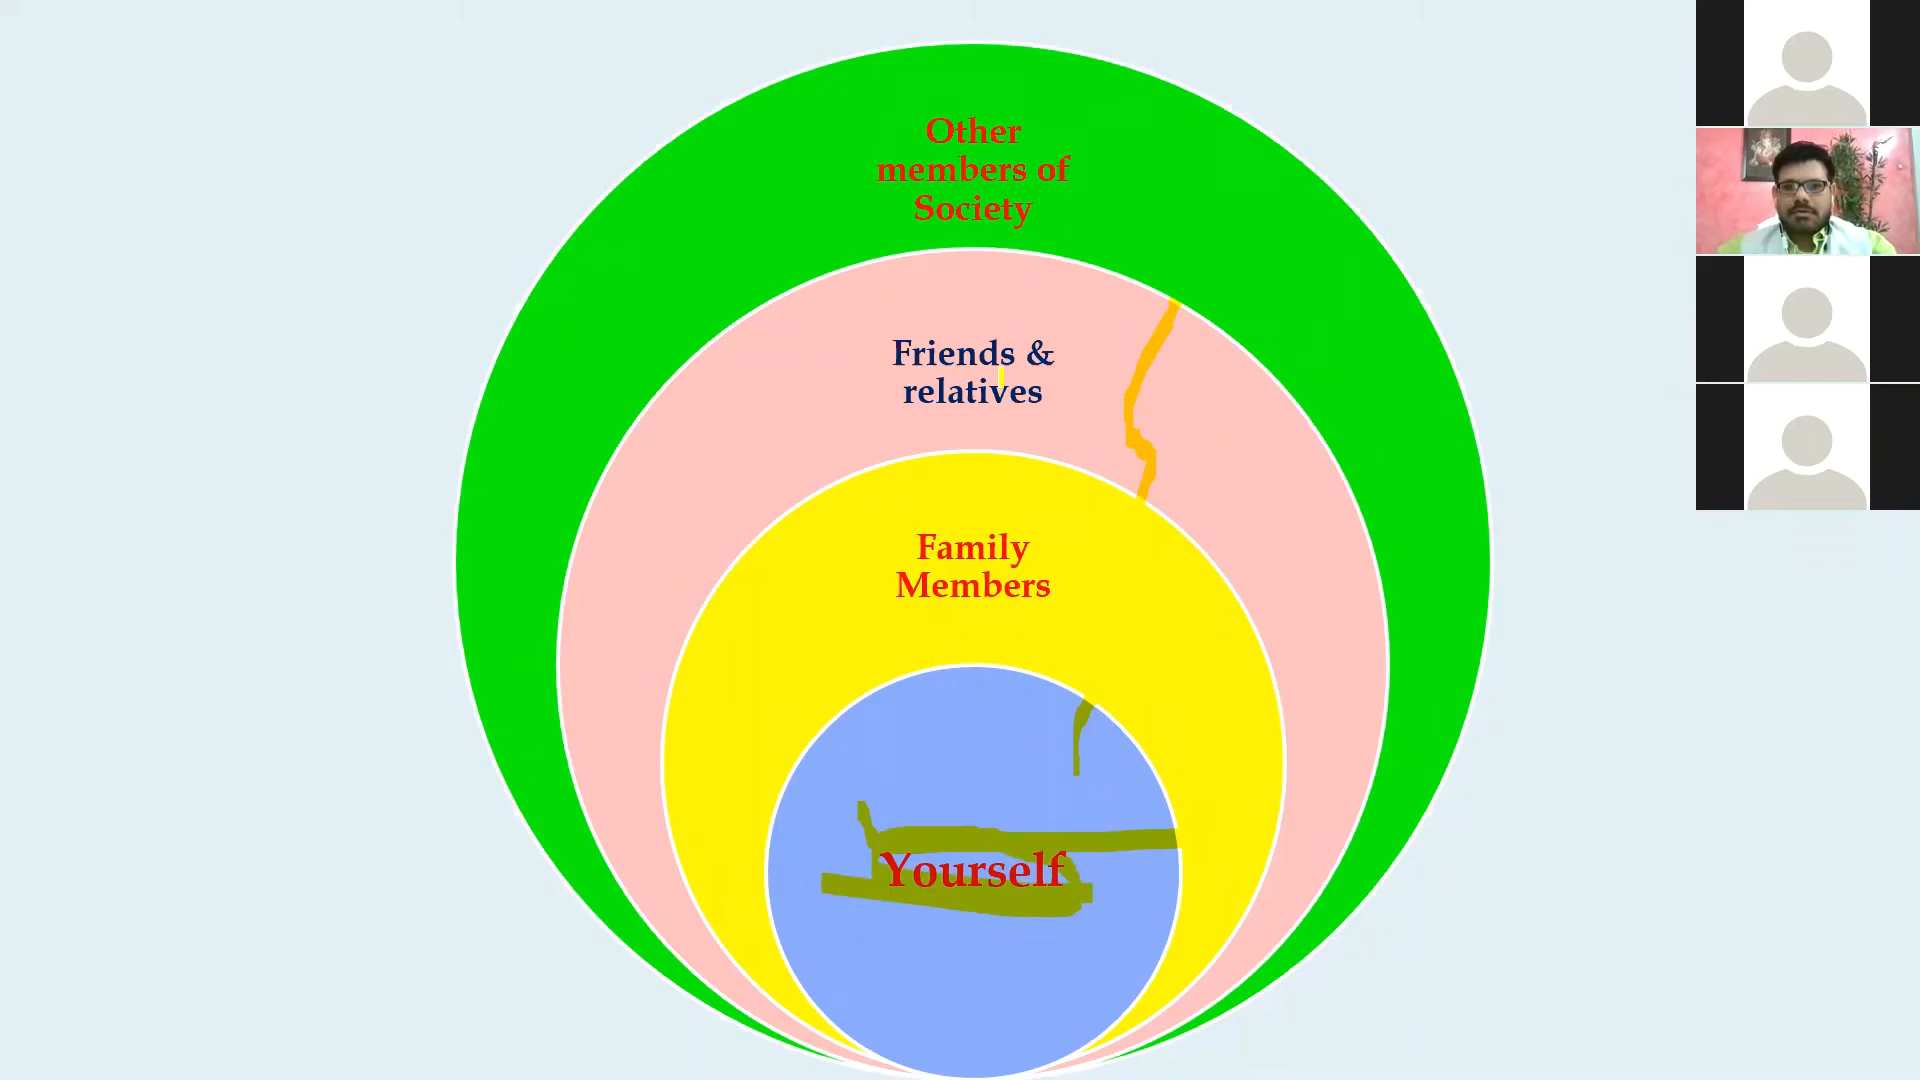 Other
members of
Society
Friends &
relatives
Family
Members
Yourself